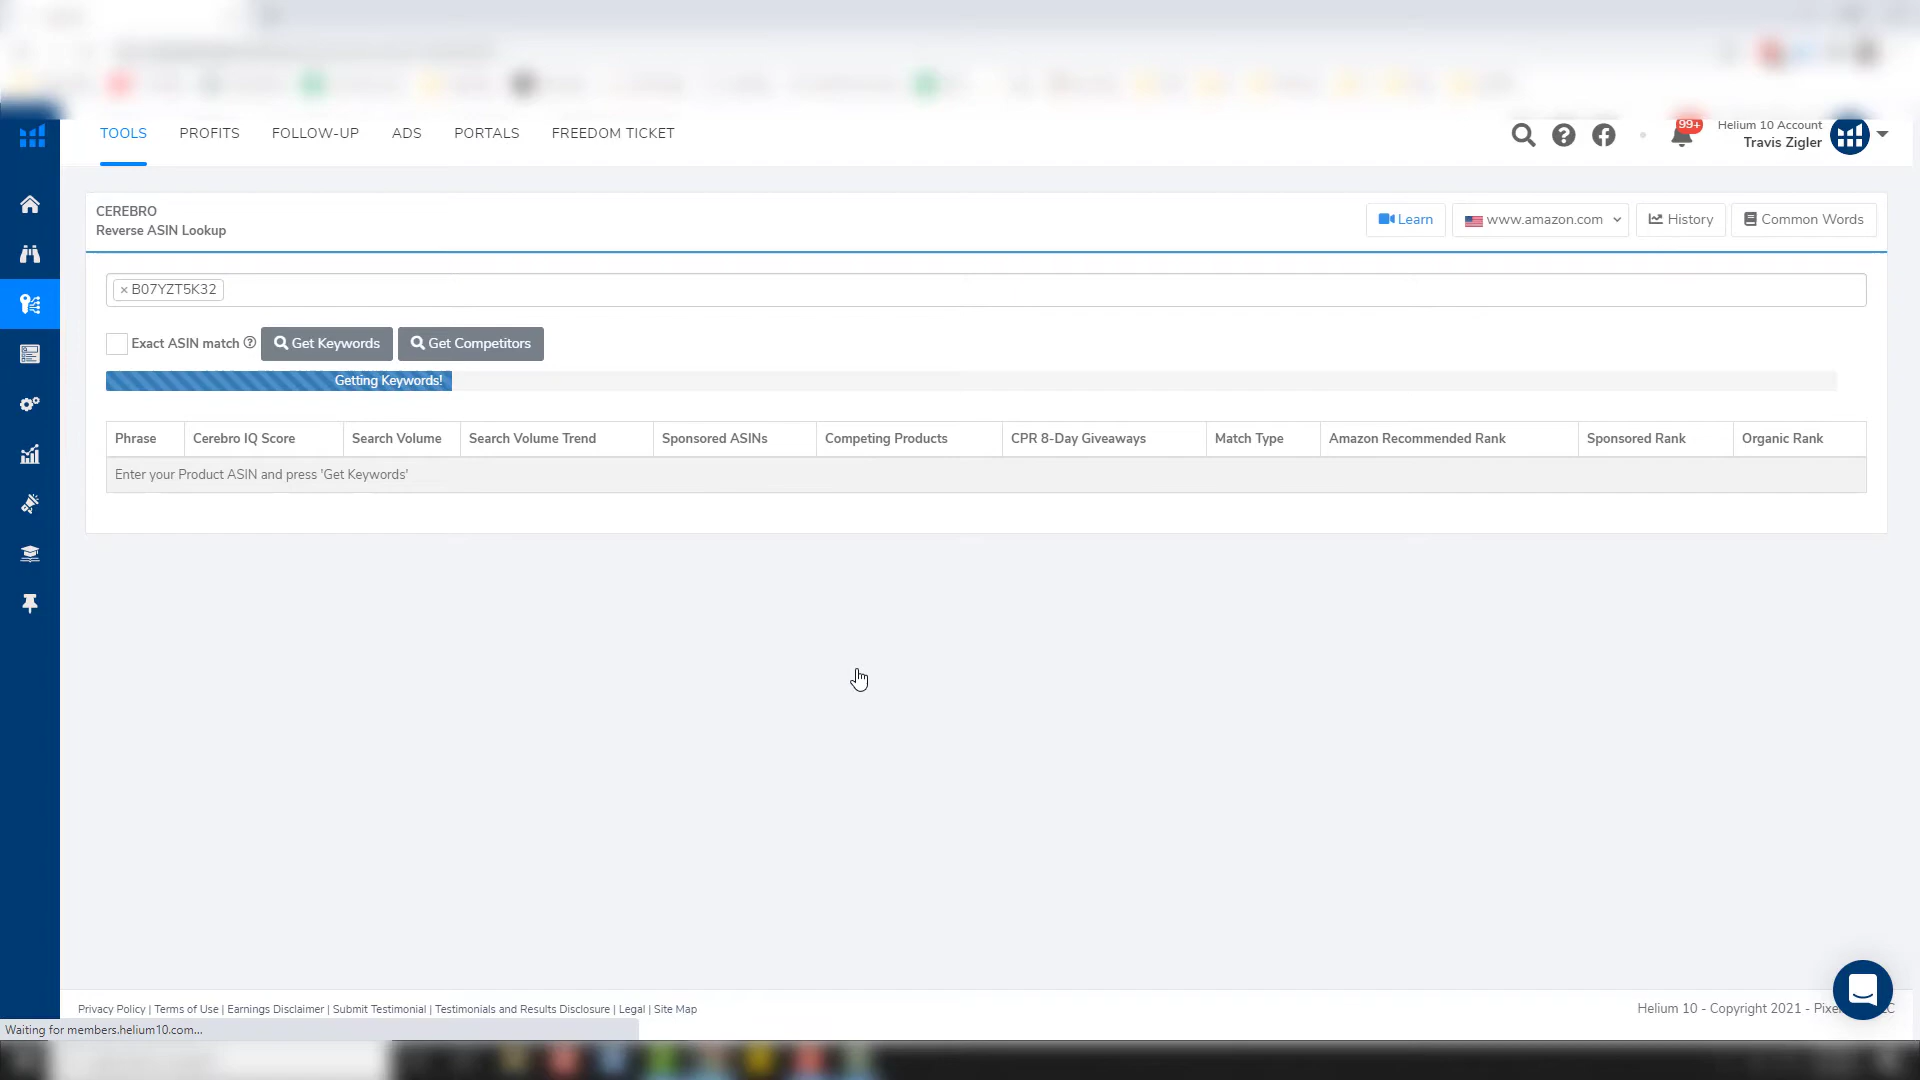 TOOLS PROFITS FOLLOW-UP ADS PORTALS FREEDOM TICKET
99+
Helium 10 Account
Travis Zigler
CEREBRO
Reverse ASIN Lookup
Learn www.amazon.com History Common Words
× B07YZT5K32
Exact ASIN match Get Keywords Get Competitors
Getting Keywords!
Phrase Cerebro IQ Score Search Volume Search Volume Trend Sponsored ASINs Competing Products CPR 8-Day Giveaways Match Type Amazon Recommended Rank Sponsored Rank Organic Rank
Enter your Product ASIN and press 'Get Keywords'
Privacy Policy | Terms of Use | Earnings Disclaimer | Submit Testimonial | Testimonials and Results Disclosure | Legal | Site Map
Helium 10 - Copyright 2021 -
Waiting for members.helium10.com...